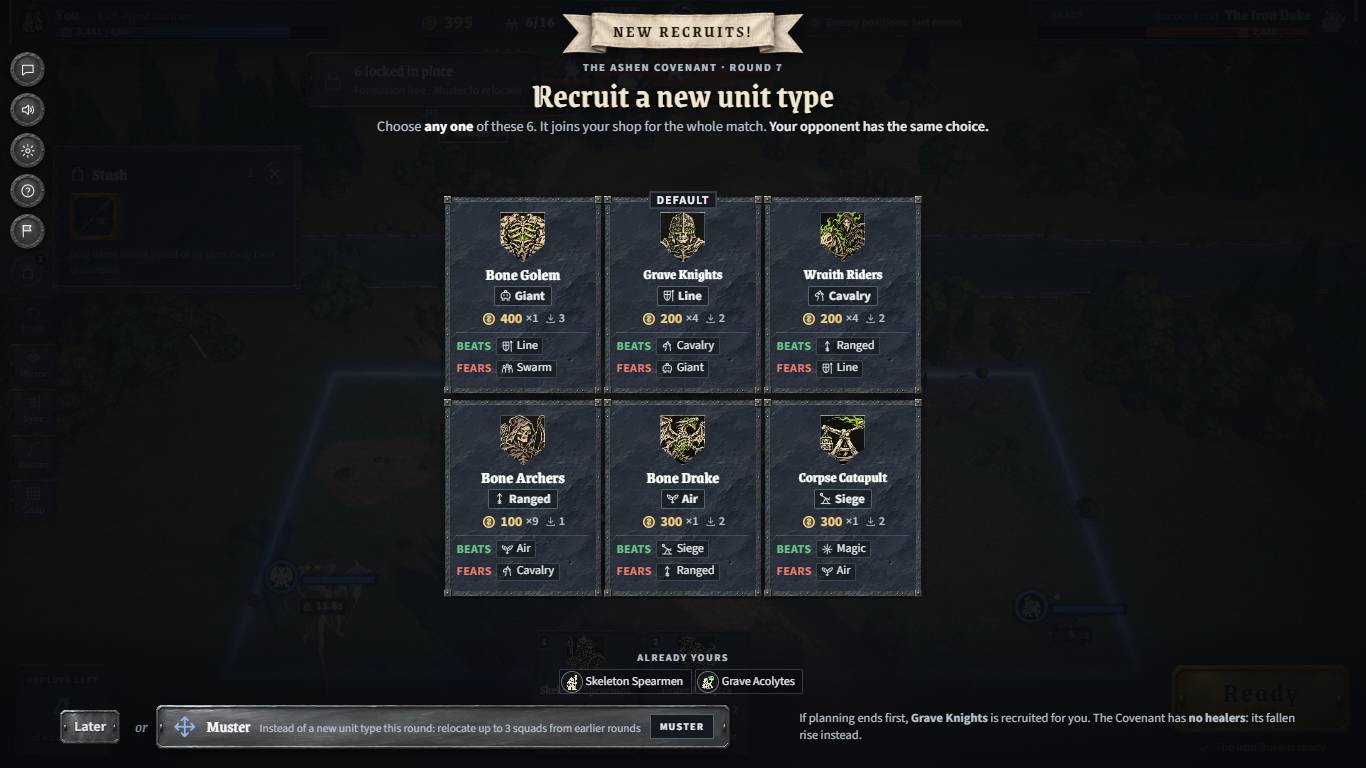 395
6/16
NEW RECRUITS!
THE ASHEN COVENANT · ROUND 7
6 locked in place
Recruit a new unit type
Choose any one of these 6. It joins your shop for the whole match. Your opponent has the same choice.
Stash
DEFAULT
Bone Golem
Giant
400 ×1 3
BEATS Line
FEARS Swarm
Grave Knights
Line
200 ×4 2
BEATS Cavalry
FEARS Giant
Wraith Riders
Cavalry
200 ×4 2
BEATS Ranged
FEARS Line
Bone Archers
Ranged
100 ×9 1
BEATS Air
FEARS Cavalry
Bone Drake
Air
300 ×1 2
BEATS Siege
FEARS Ranged
Corpse Catapult
Siege
300 ×1 2
BEATS Magic
FEARS Air
ALREADY YOURS
Skeleton Spearmen
Grave Acolytes
Ready
Later
or
Muster Instead of a new unit type this round: relocate up to 3 squads from earlier rounds MUSTER
If planning ends first, Grave Knights is recruited for you. The Covenant has no healers: its fallen
rise instead.